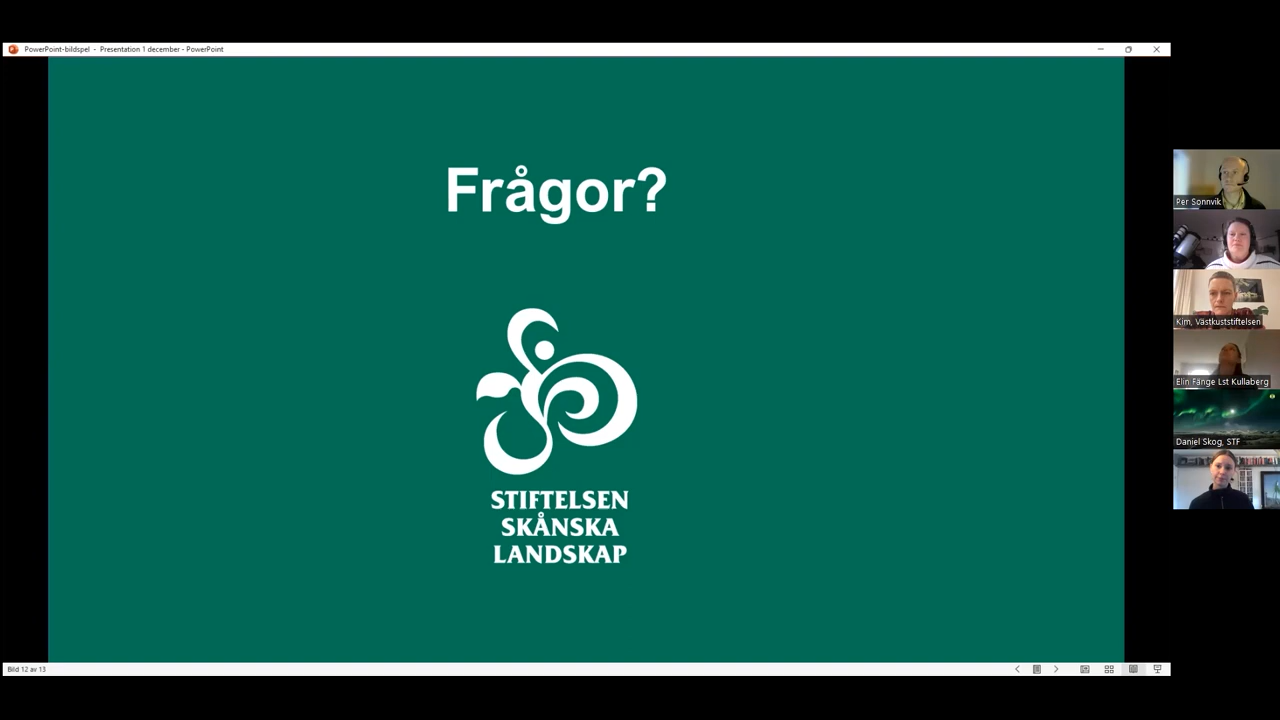 PowerPoint-bildspel - Presentation 1 december - PowerPoint
Frågor?
STIFTELSEN
SKÅNSKA
LANDSKAP
Per Sonnvik
Kim, Västkuststiftelsen
Elin Fänge Lst Kullaberg
Daniel Skog, STF
Bild 12 av 13